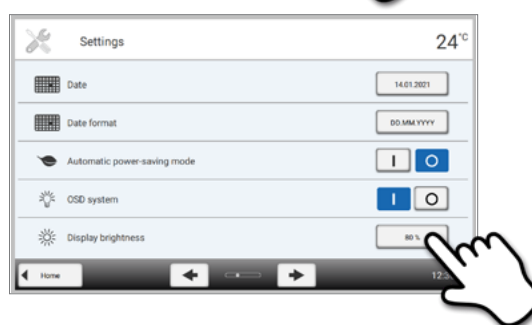 Settings
24°C
Date
14.01.2021
Date format
DD.MM.YYYY
Automatic power-saving mode
I O
OSD system
I O
Display brightness
80 %
Home